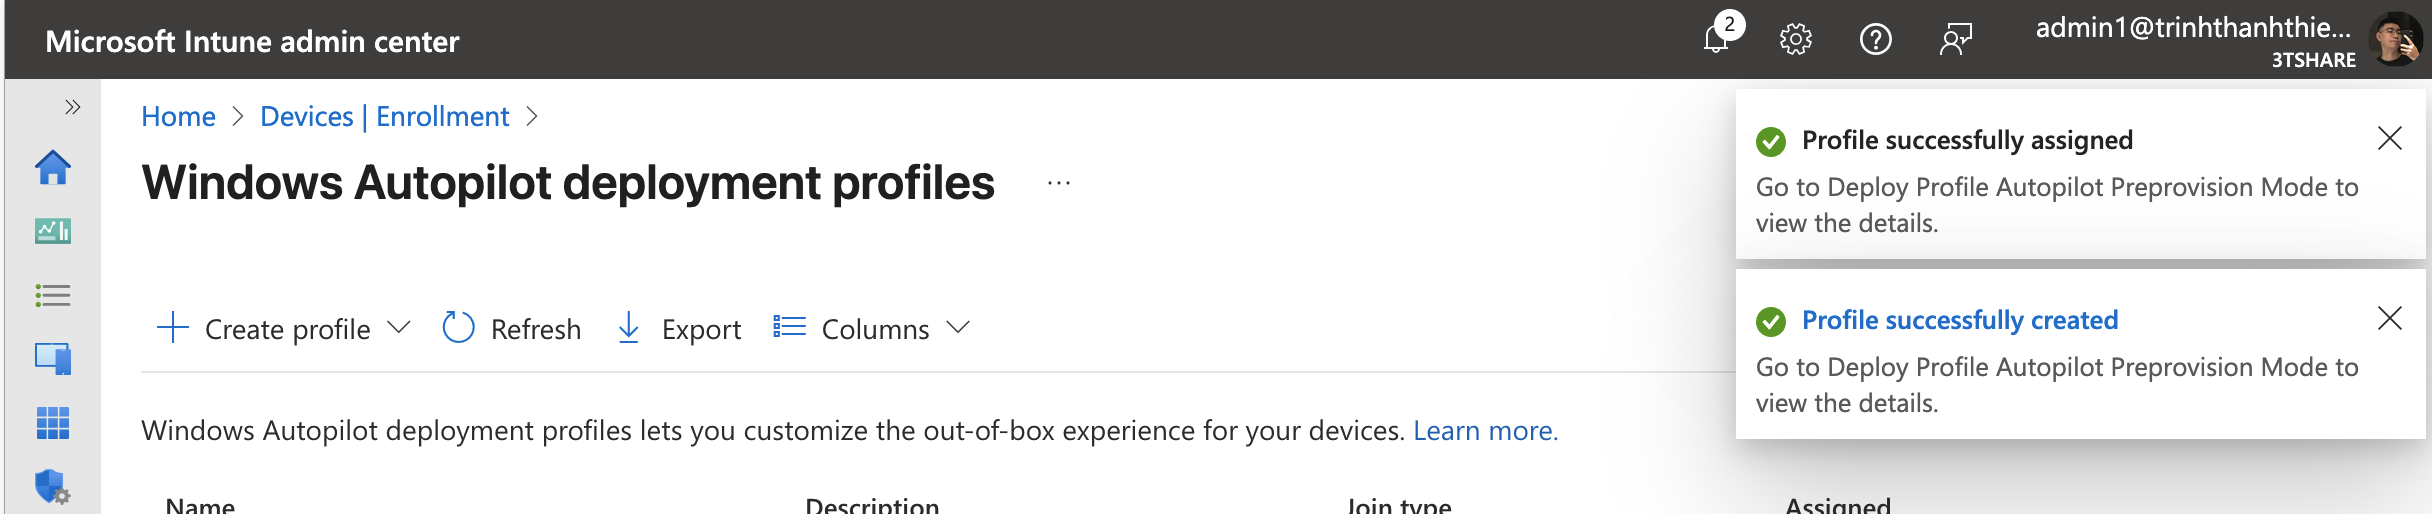 Microsoft Intune admin center
2
admin1@trinhthanhthie...
3TSHARE
Home > Devices | Enrollment >
Windows Autopilot deployment profiles ...
Profile successfully assigned
Go to Deploy Profile Autopilot Preprovision Mode to
view the details.
Profile successfully created
Go to Deploy Profile Autopilot Preprovision Mode to
view the details.
Create profile Refresh Export Columns
Windows Autopilot deployment profiles lets you customize the out-of-box experience for your devices. Learn more.
Name Description Join type Assigned